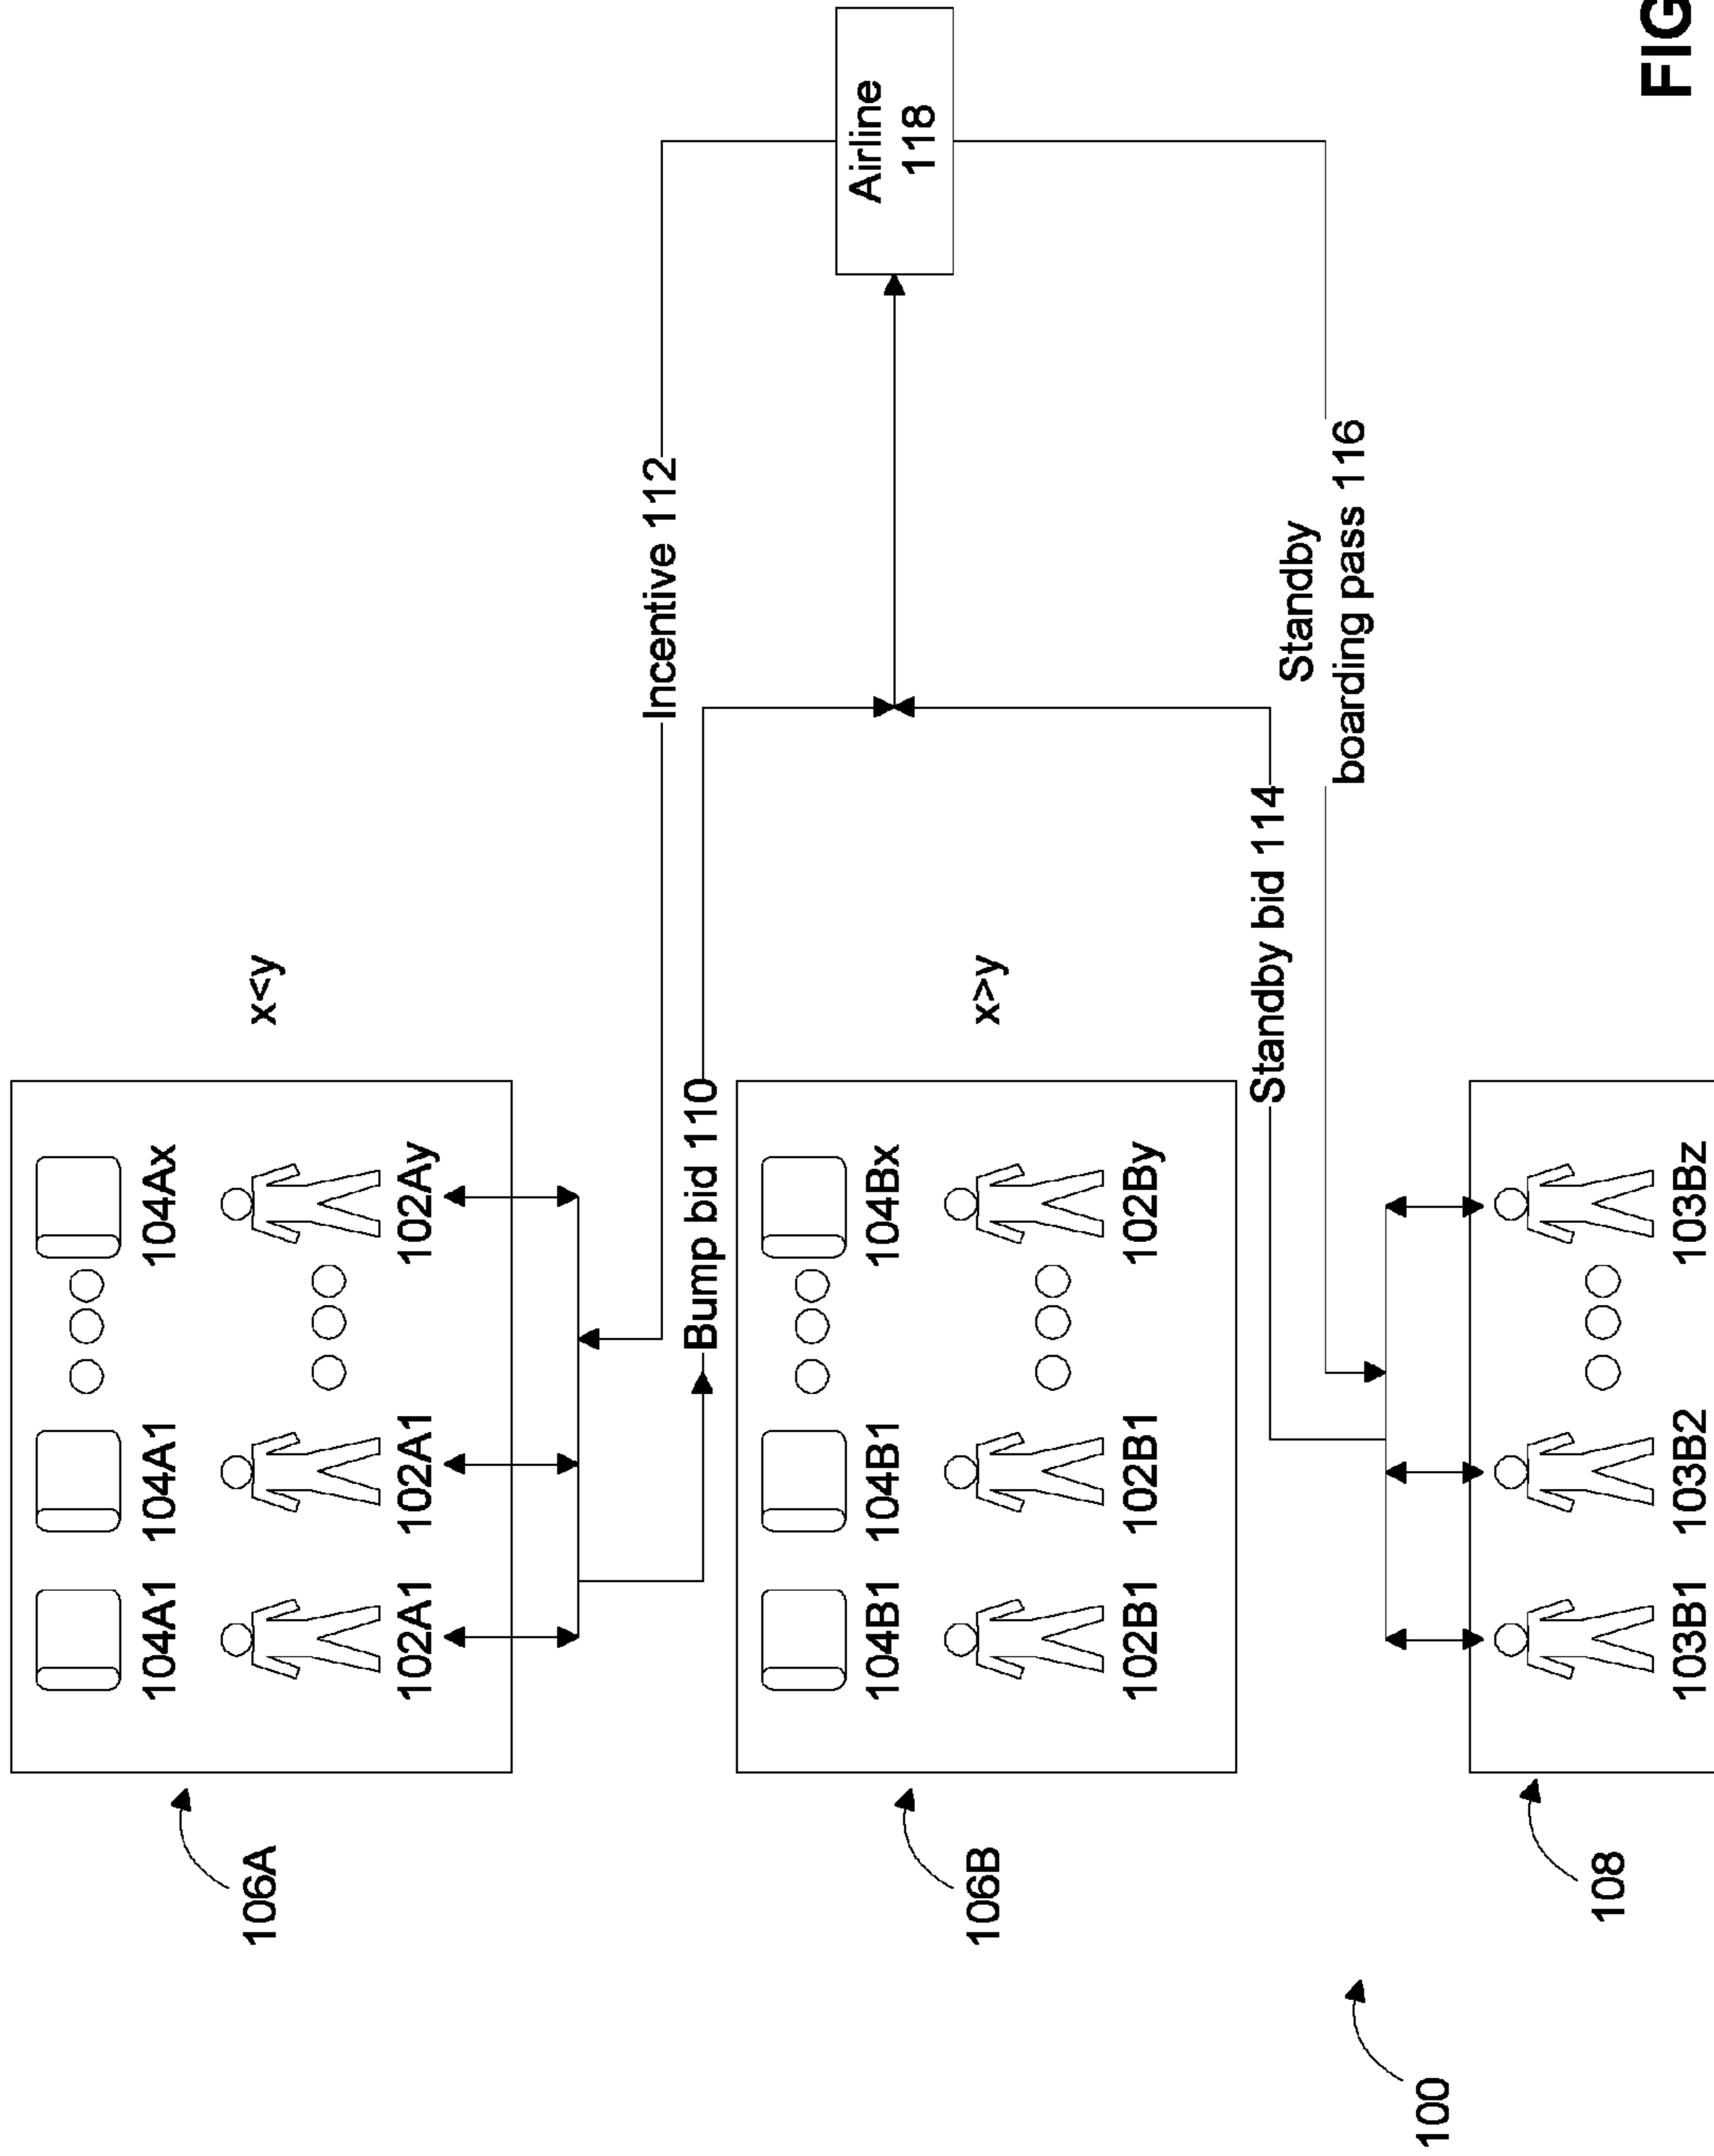 104A1 104A1 104Ax
102A1 102A1 102Ay
x<y
106A
Incentive 112
Bump bid 110
Airline
118
104B1 104B1 104Bx
102B1 102B1 102By
x>y
106B
Standby bid 114
Standby
boarding pass 116
103B1 103B2 103Bz
108
100
FIG